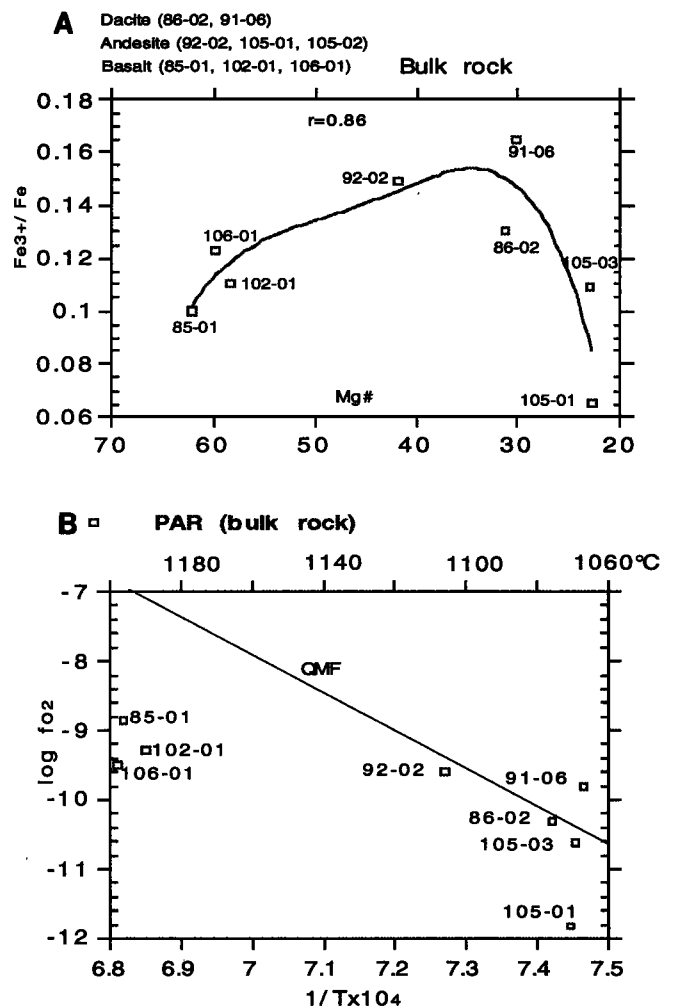 A Dacite (86-02, 91-06)
Andesite (92-02, 105-01, 105-02)
Basalt (85-01, 102-01, 106-01) Bulk rock
0.18
r=0.86
0.16
91-06
92-02
0.14
Fe3+/ Fe
106-01
86-02
0.12
105-03
102-01
0.1
85-01
0.08
Mg#
105-01
0.06
70 60 50 40 30 20
B PAR (bulk rock)
1180 1140 1100 1060°C
-7
QMF
-8
85-01
-9
log fo2
102-01
106-01
92-02
91-06
-10
86-02
105-03
-11
105-01
-12
6.8 6.9 7 7.1 7.2 7.3 7.4 7.5
1/Tx104